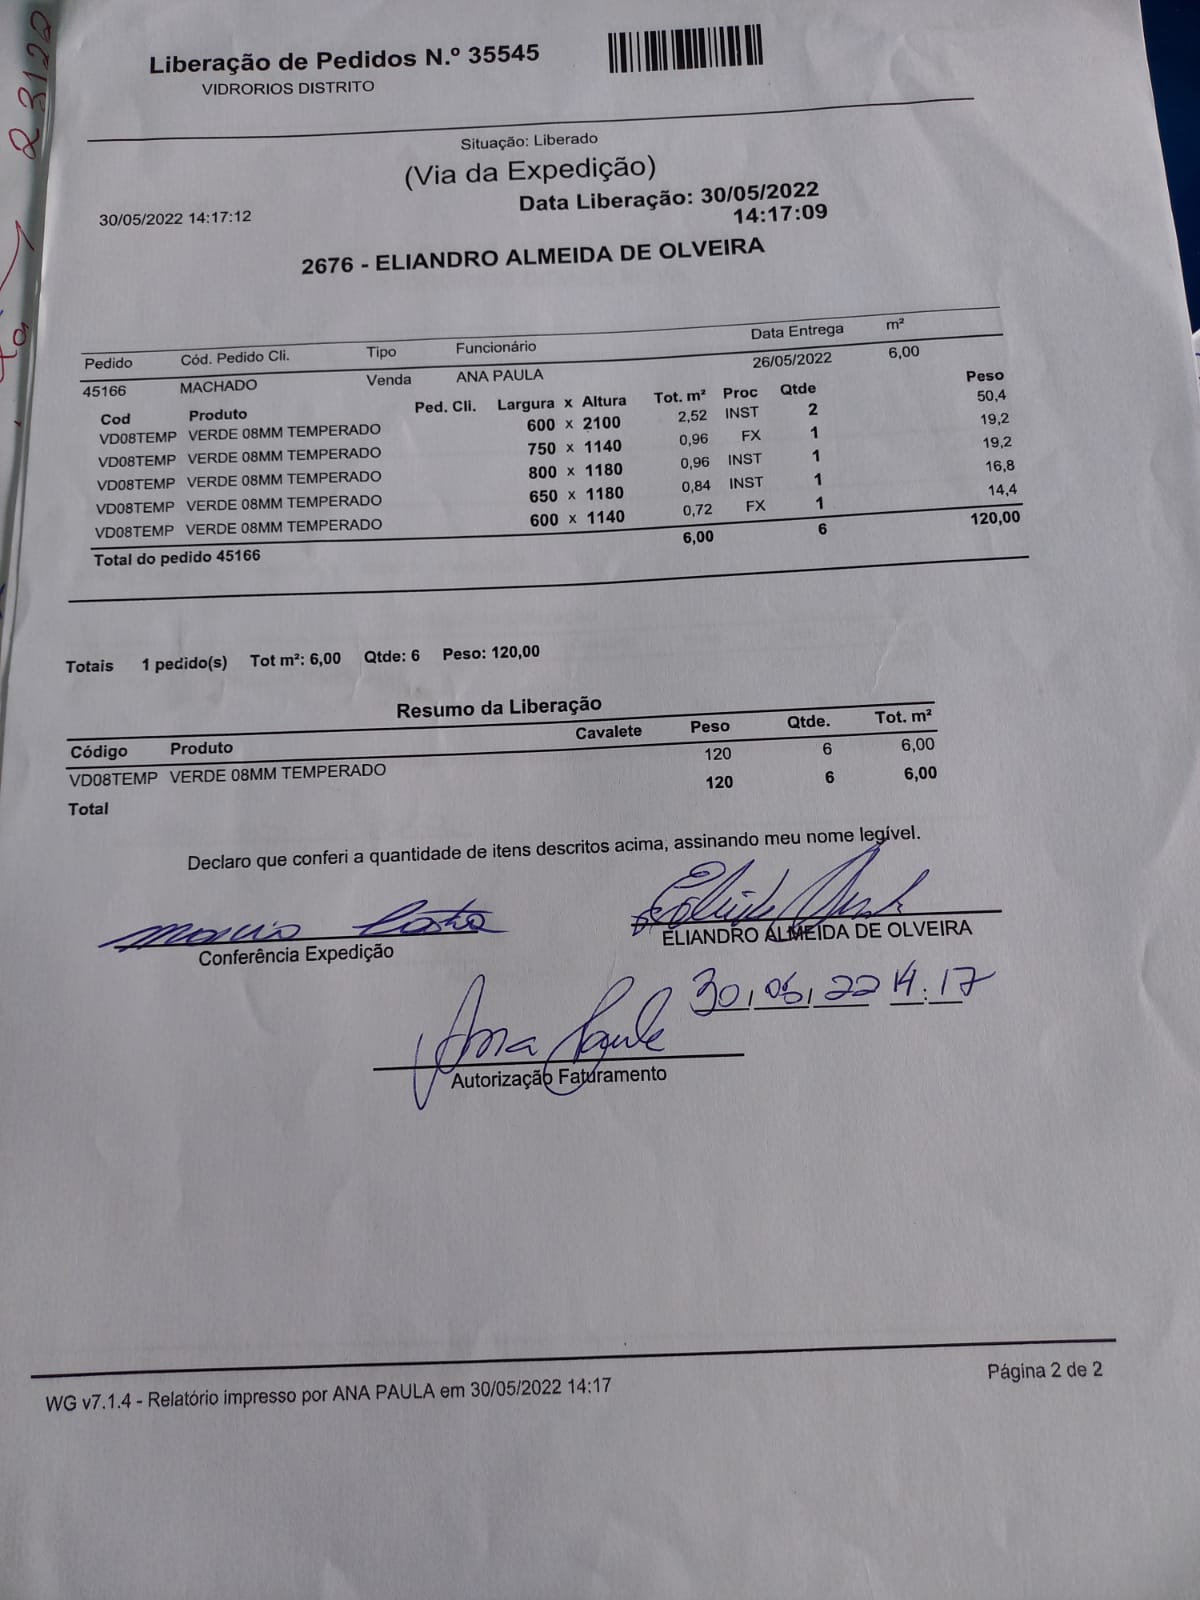 23120
Liberação de Pedidos N.º 35545
VIDRORIOS DISTRITO
Situação: Liberado
(Via da Expedição)
30/05/2022 14:17:12
Data Liberação: 30/05/2022
14:17:09
2676 - ELIANDRO ALMEIDA DE OLVEIRA
Pedido Cód. Pedido Cli. Tipo Funcionário Data Entrega m²
45166 MACHADO Venda ANA PAULA 26/05/2022 6,00
Cod Produto Ped. Cli. Largura x Altura Tot. m² Proc Qtde Peso
VD08TEMP VERDE 08MM TEMPERADO 600 x 2100 2,52 INST 2 50,4
VD08TEMP VERDE 08MM TEMPERADO 750 x 1140 0,96 FX 1 19,2
VD08TEMP VERDE 08MM TEMPERADO 800 x 1180 0,96 INST 1 19,2
VD08TEMP VERDE 08MM TEMPERADO 650 x 1180 0,84 INST 1 16,8
VD08TEMP VERDE 08MM TEMPERADO 600 x 1140 0,72 FX 1 14,4
Total do pedido 45166 6,00 6 120,00
Totais 1 pedido(s) Tot m²: 6,00 Qtde: 6 Peso: 120,00
Resumo da Liberação
Código Produto Cavalete Peso Qtde. Tot. m²
VD08TEMP VERDE 08MM TEMPERADO 120 6 6,00
Total 120 6 6,00
Declaro que conferi a quantidade de itens descritos acima, assinando meu nome legível.
Conferência Expedição
ELIANDRO ALMEIDA DE OLVEIRA
30,05,22 14:17
Ana Paula
Autorização Faturamento
WG v7.1.4 - Relatório impresso por ANA PAULA em 30/05/2022 14:17
Página 2 de 2